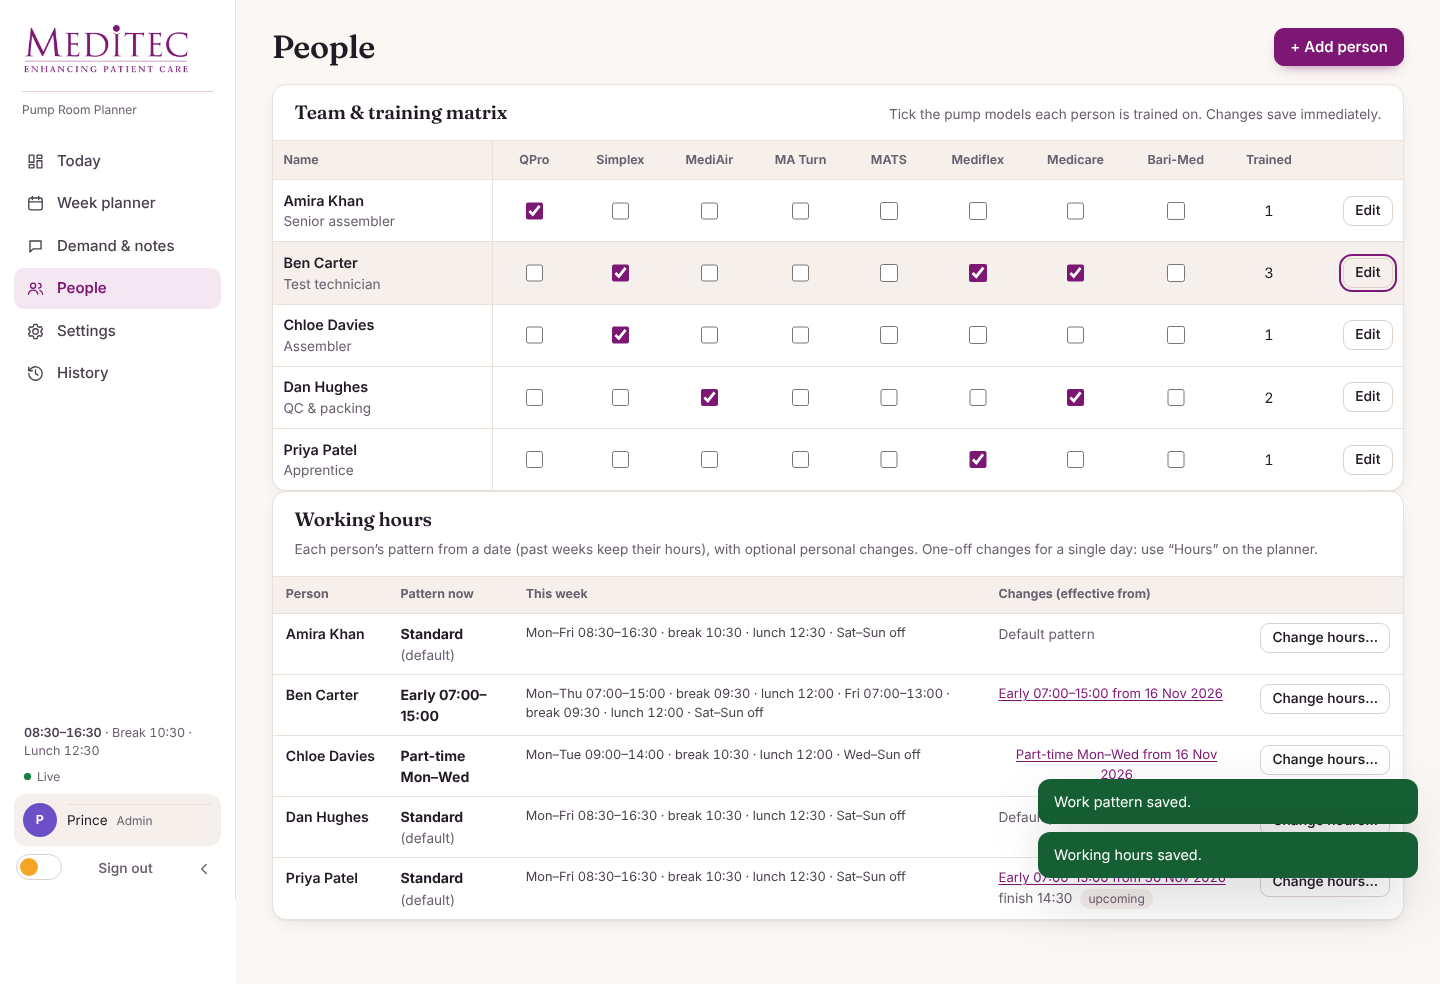 MEDITEC
ENHANCING PATIENT CARE
Pump Room Planner
Today
Week planner
Demand & notes
People
Settings
History
08:30–16:30 · Break 10:30 ·
Lunch 12:30
Live
P Prince Admin
Sign out
People
+ Add person
Team & training matrix
Tick the pump models each person is trained on. Changes save immediately.
Name QPro Simplex MediAir MA Turn MATS Mediflex Medicare Bari-Med Trained
Amira Khan
Senior assembler
1 Edit
Ben Carter
Test technician
3 Edit
Chloe Davies
Assembler
1 Edit
Dan Hughes
QC & packing
2 Edit
Priya Patel
Apprentice
1 Edit
Working hours
Each person’s pattern from a date (past weeks keep their hours), with optional personal changes. One-off changes for a single day: use “Hours” on the planner.
Person Pattern now This week Changes (effective from)
Amira Khan Standard Mon–Fri 08:30–16:30 · break 10:30 · lunch 12:30 · Sat–Sun off Default pattern Change hours...
(default)
Ben Carter Early 07:00– Mon–Thu 07:00–15:00 · break 09:30 · lunch 12:00 · Fri 07:00–13:00 · Early 07:00–15:00 from 16 Nov 2026 Change hours...
15:00 break 09:30 · lunch 12:00 · Sat–Sun off
Chloe Davies Part-time Mon–Tue 09:00–14:00 · break 10:30 · lunch 12:00 · Wed–Sun off Part-time Mon–Wed from 16 Nov Change hours...
Mon–Wed 2026
Work pattern saved.
Dan Hughes Standard Mon–Fri 08:30–16:30 · break 10:30 · lunch 12:30 · Sat–Sun off
(default)
Working hours saved.
Priya Patel Standard Mon–Fri 08:30–16:30 · break 10:30 · lunch 12:30 · Sat–Sun off Early 07:00–15:00 from 30 Nov 2026 Change hours...
(default) finish 14:30 upcoming